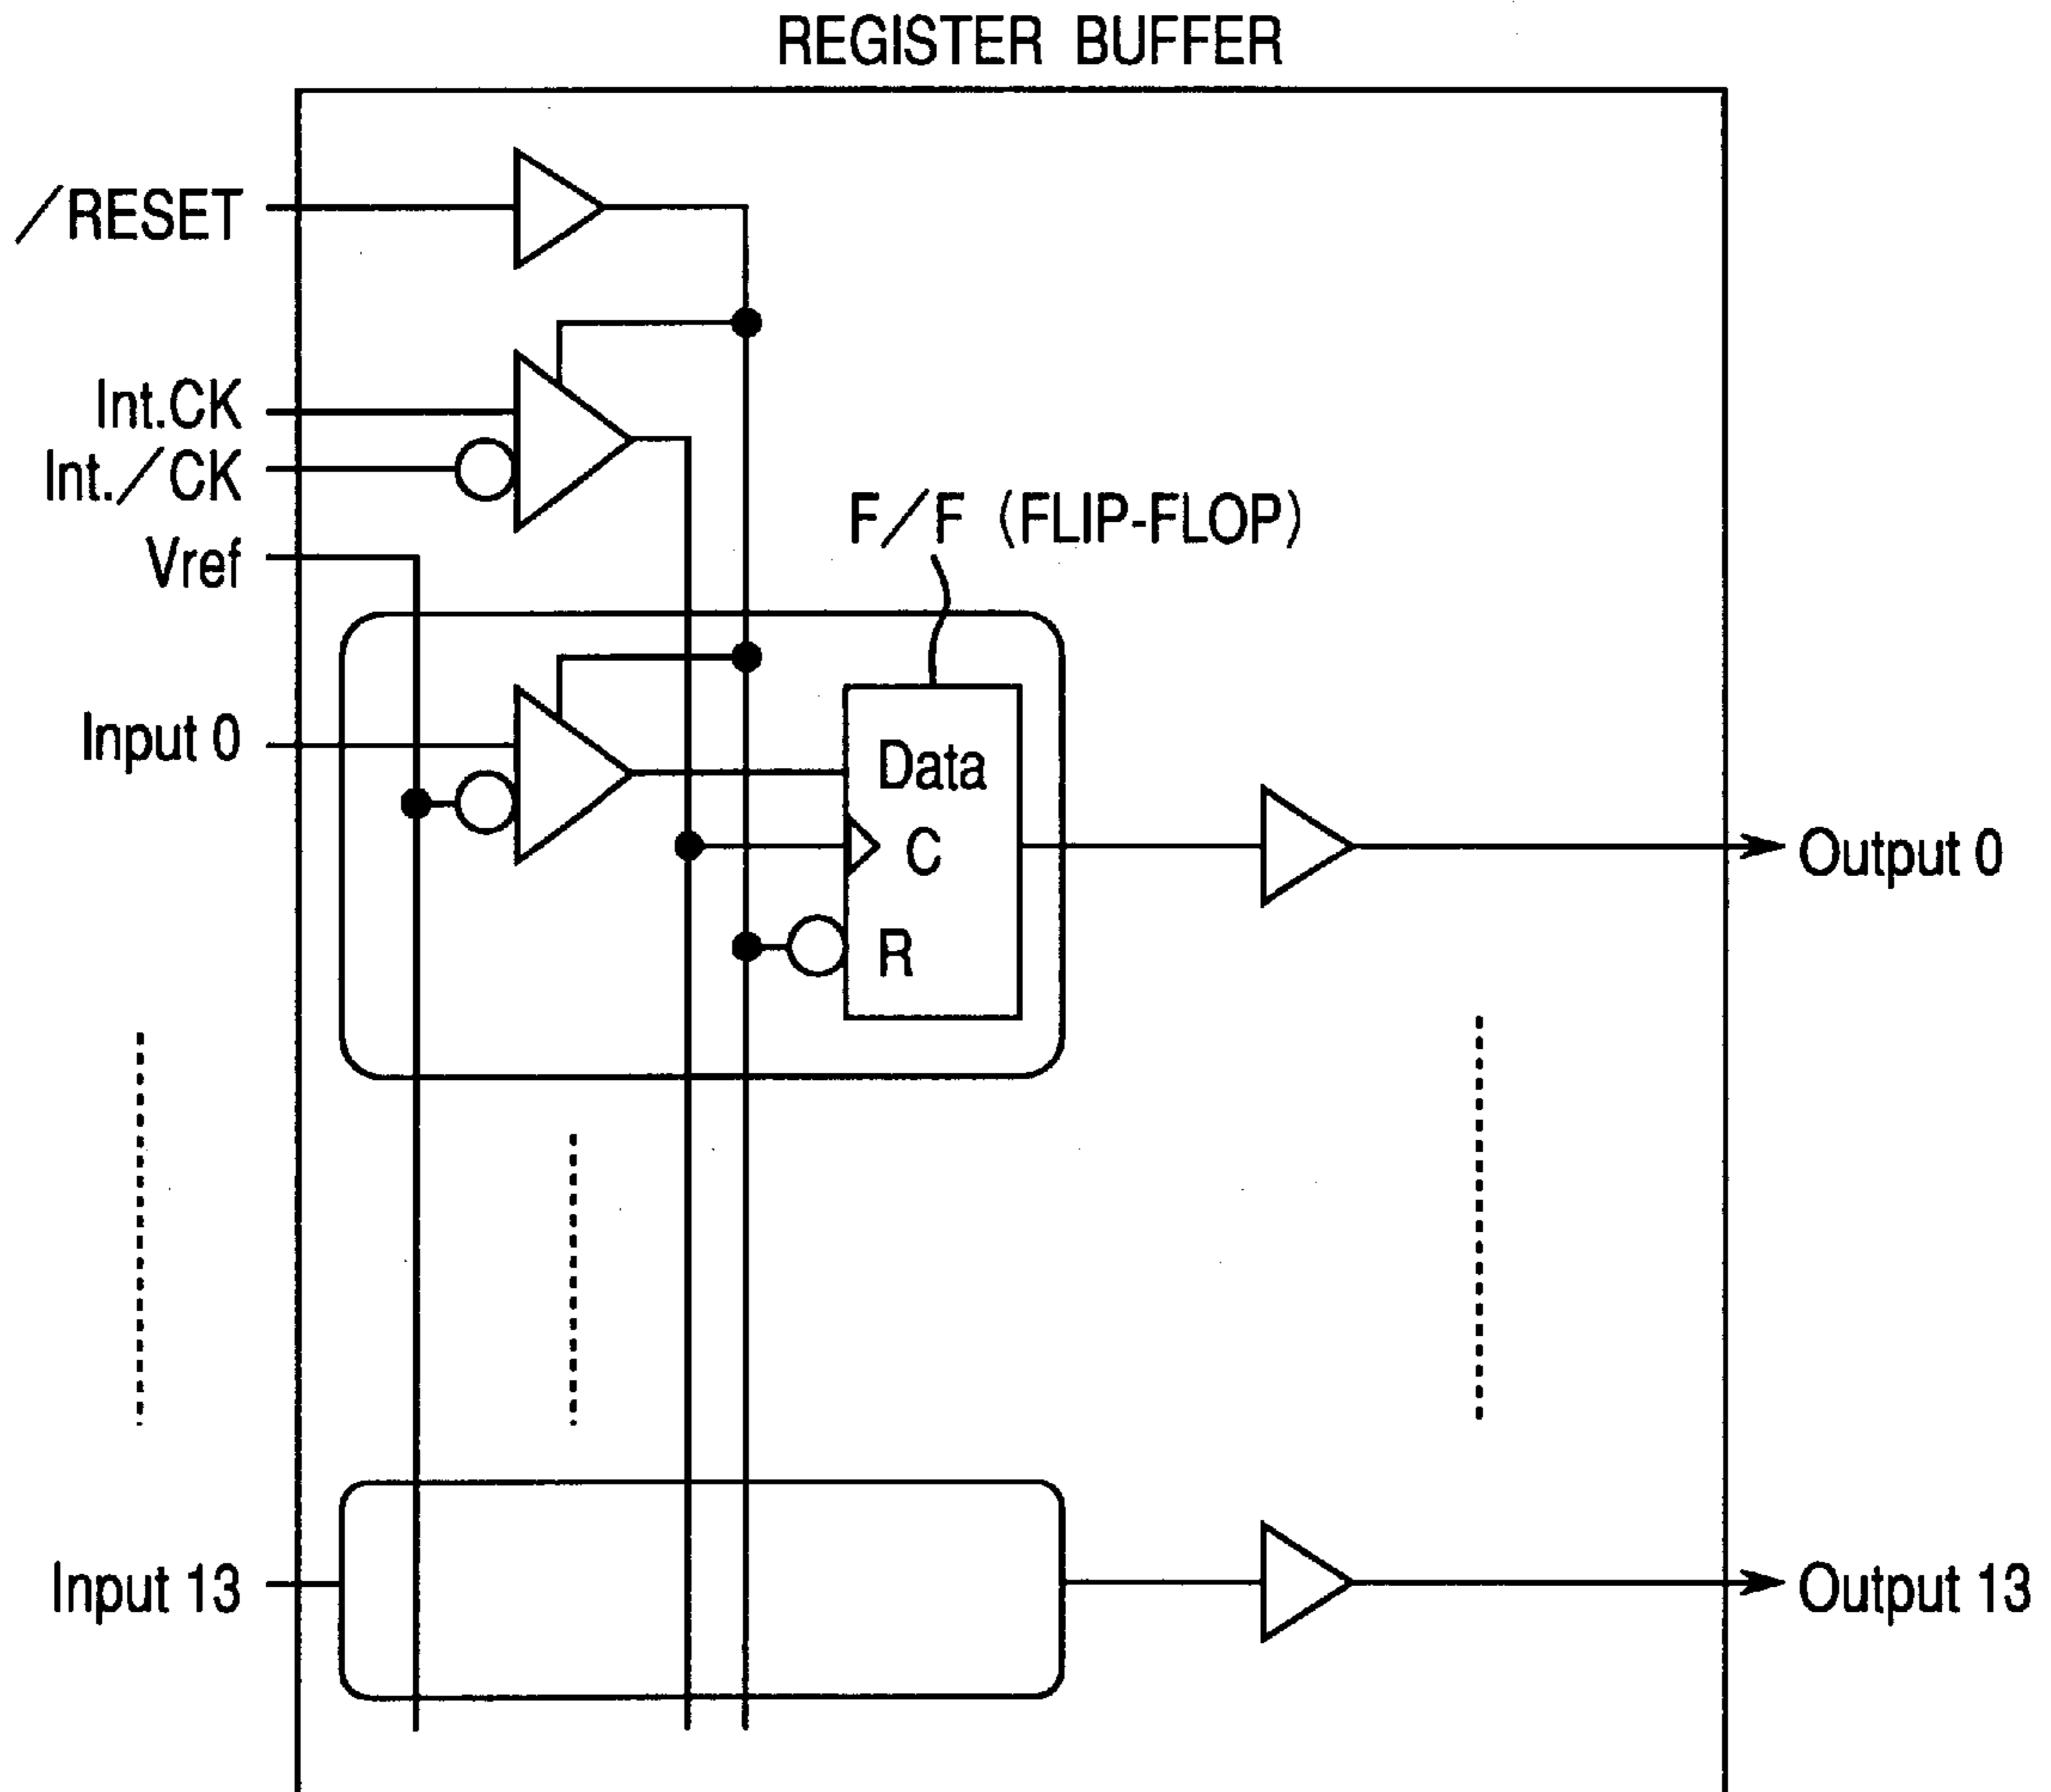 REGISTER BUFFER
/RESET
Int.CK
Int./CK
Vref
F/F (FLIP-FLOP)
Input 0
Data
C
R
Output 0
Input 13
Output 13